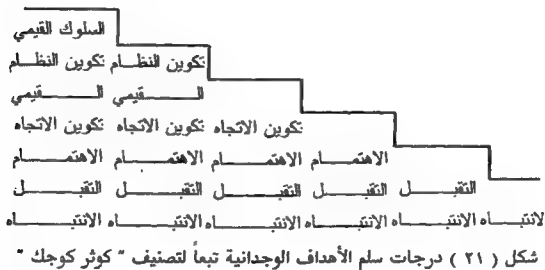 السلوك القيمي
تكوين النظام تكوين النظام
القيمي القيمي
تكوين الاتجاه تكوين الاتجاه تكوين الاتجاه
الاهتمام الاهتمام الاهتمام الاهتمام
التقبل التقبل التقبل التقبل التقبل
الانتباه الانتباه الانتباه الانتباه الانتباه الانتباه
شكل ( ٢١ ) درجات سلم الأهداف الوجدانية تبعاً لتصنيف " كوثر كوجك "